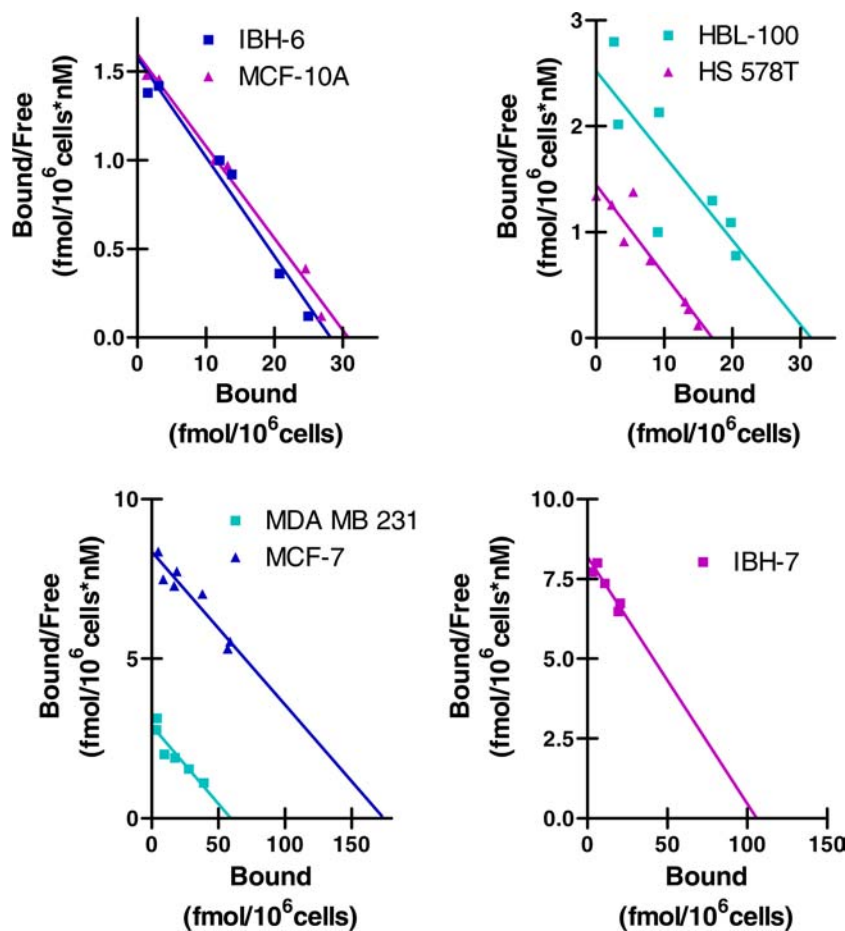 IBH-6
MCF-10A
1.5
1.0
0.5
0.0
0 10 20 30
Bound/Free
(fmol/10⁶cells*nM)
Bound
(fmol/10⁶cells)
HBL-100
HS 578T
3
2
1
0
0 10 20 30
Bound/Free
(fmol/10⁶cells*nM)
Bound
(fmol/10⁶cells)
MDA MB 231
MCF-7
10
5
0
0 50 100 150
Bound/Free
(fmol/10⁶cells*nM)
Bound
(fmol/10⁶cells)
IBH-7
10.0
7.5
5.0
2.5
0.0
0 50 100 150
Bound/Free
(fmol/10⁶cells*nM)
Bound
(fmol/10⁶cells)